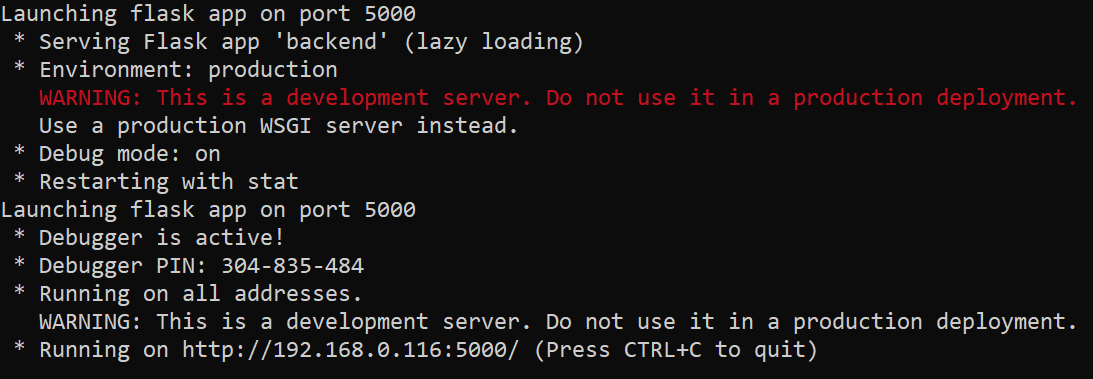 Launching flask app on port 5000
* Serving Flask app 'backend' (lazy loading)
* Environment: production
WARNING: This is a development server. Do not use it in a production deployment.
Use a production WSGI server instead.
* Debug mode: on
* Restarting with stat
Launching flask app on port 5000
* Debugger is active!
* Debugger PIN: 304-835-484
* Running on all addresses.
WARNING: This is a development server. Do not use it in a production deployment.
* Running on http://192.168.0.116:5000/ (Press CTRL+C to quit)